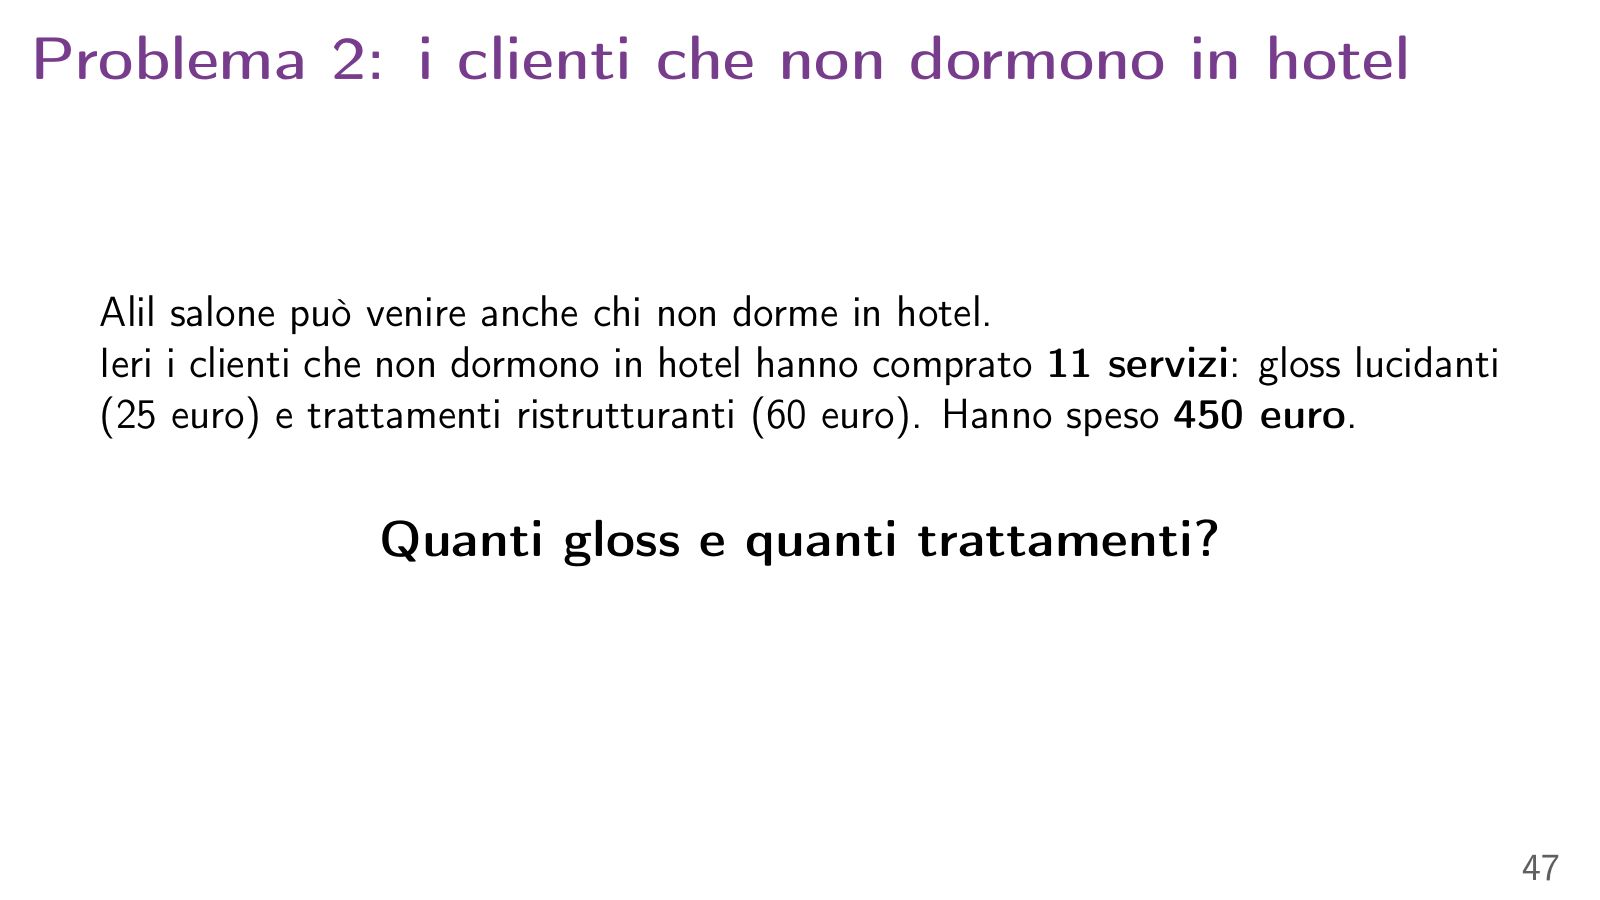 Problema 2: i clienti che non dormono in hotel
Alil salone può venire anche chi non dorme in hotel.
Ieri i clienti che non dormono in hotel hanno comprato 11 servizi: gloss lucidanti
(25 euro) e trattamenti ristrutturanti (60 euro). Hanno speso 450 euro.
Quanti gloss e quanti trattamenti?
47